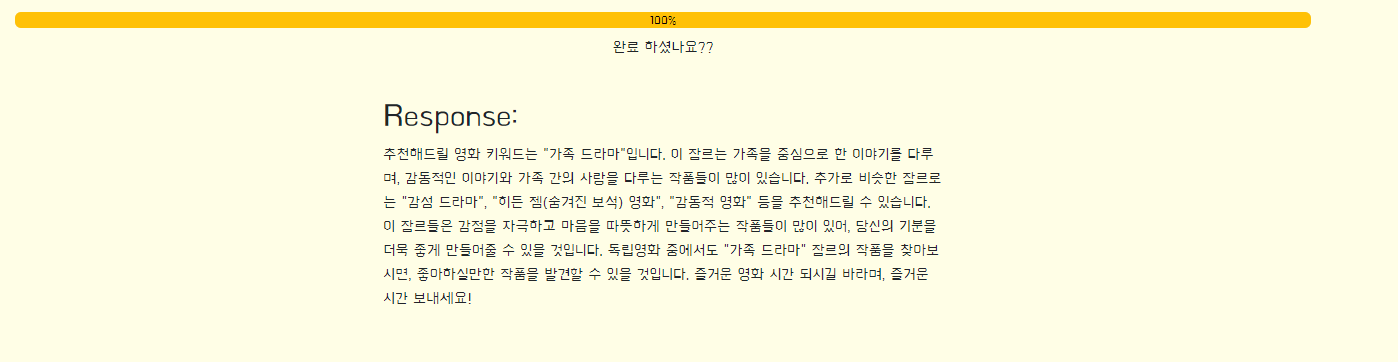 100%
완료 하셨나요??
Response:
추천해드릴 영화 키워드는 "가족 드라마"입니다. 이 장르는 가족을 중심으로 한 이야기를 다루
며, 감동적인 이야기와 가족 간의 사랑을 다루는 작품들이 많이 있습니다. 추가로 비슷한 장르로
는 "감성 드라마", "히든 젬(숨겨진 보석) 영화", "감동적 영화" 등을 추천해드릴 수 있습니다.
이 장르들은 감정을 자극하고 마음을 따뜻하게 만들어주는 작품들이 많이 있어, 당신의 기분을
더욱 좋게 만들어줄 수 있을 것입니다. 독립영화 중에서도 "가족 드라마" 장르의 작품을 찾아보
시면, 좋아하실만한 작품을 발견할 수 있을 것입니다. 즐거운 영화 시간 되시길 바라며, 즐거운
시간 보내세요!